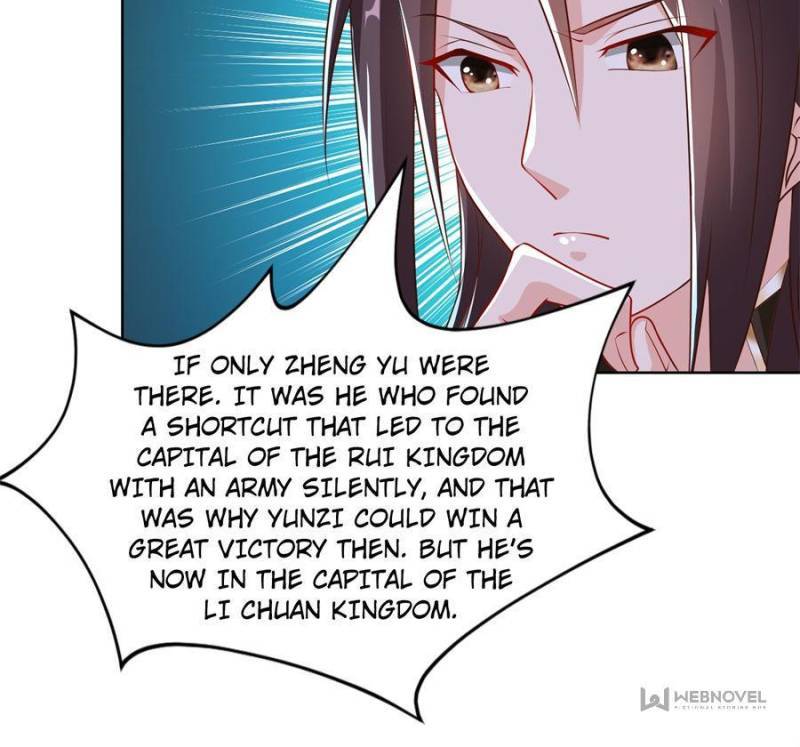 IF ONLY ZHENG YU WERE
THERE. IT WAS HE WHO FOUND
A SHORTCUT THAT LED TO THE
CAPITAL OF THE RUI KINGDOM
WITH AN ARMY SILENTLY, AND THAT
WAS WHY YUNZI COULD WIN A
GREAT VICTORY THEN. BUT HE'S
NOW IN THE CAPITAL OF THE
LI CHUAN KINGDOM.
WEBNOVEL